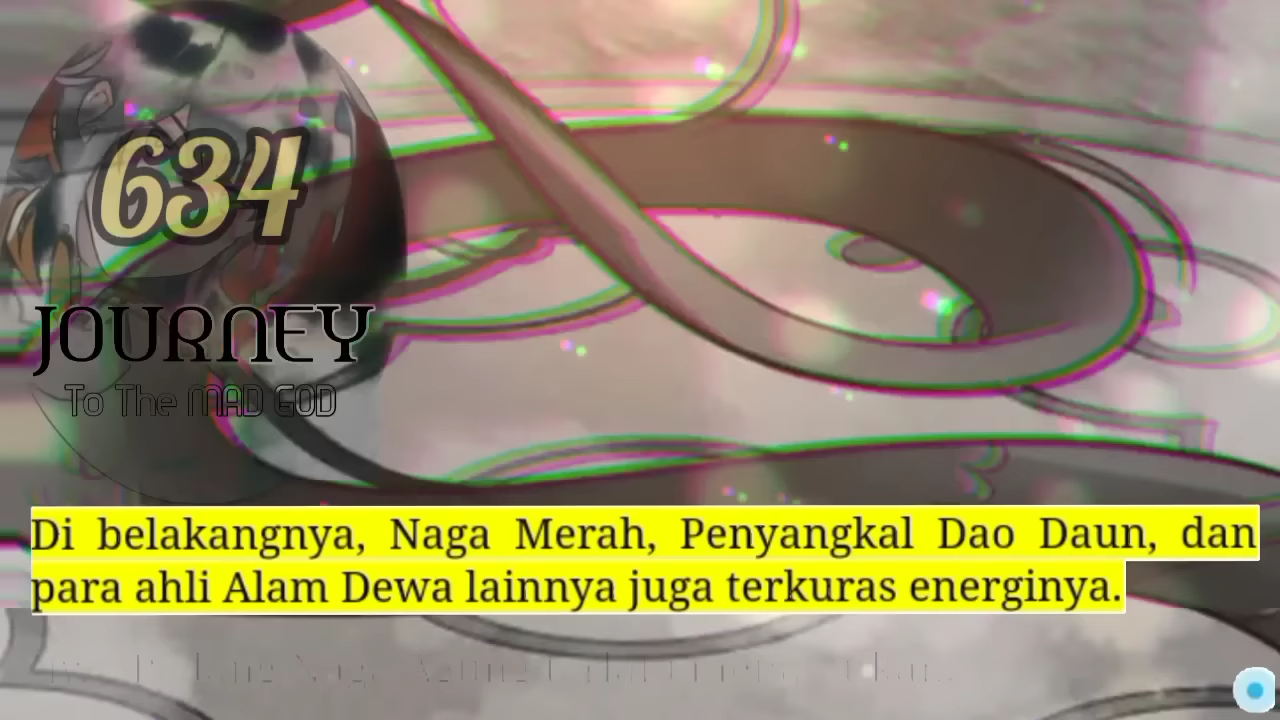 634
JOURNEY
To The MAD GOD
Di belakangnya, Naga Merah, Penyangkal Dao Daun, dan
para ahli Alam Dewa lainnya juga terkuras energinya.